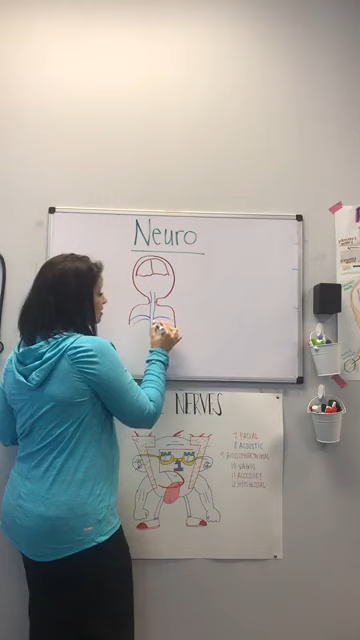 Neuro
NERVES
7 FACIAL
8 ACOUSTIC
9 GLOSSOPHARYNGEAL
10 VAGUS
11 ACCESSORY
12 HYPOGLOSSAL